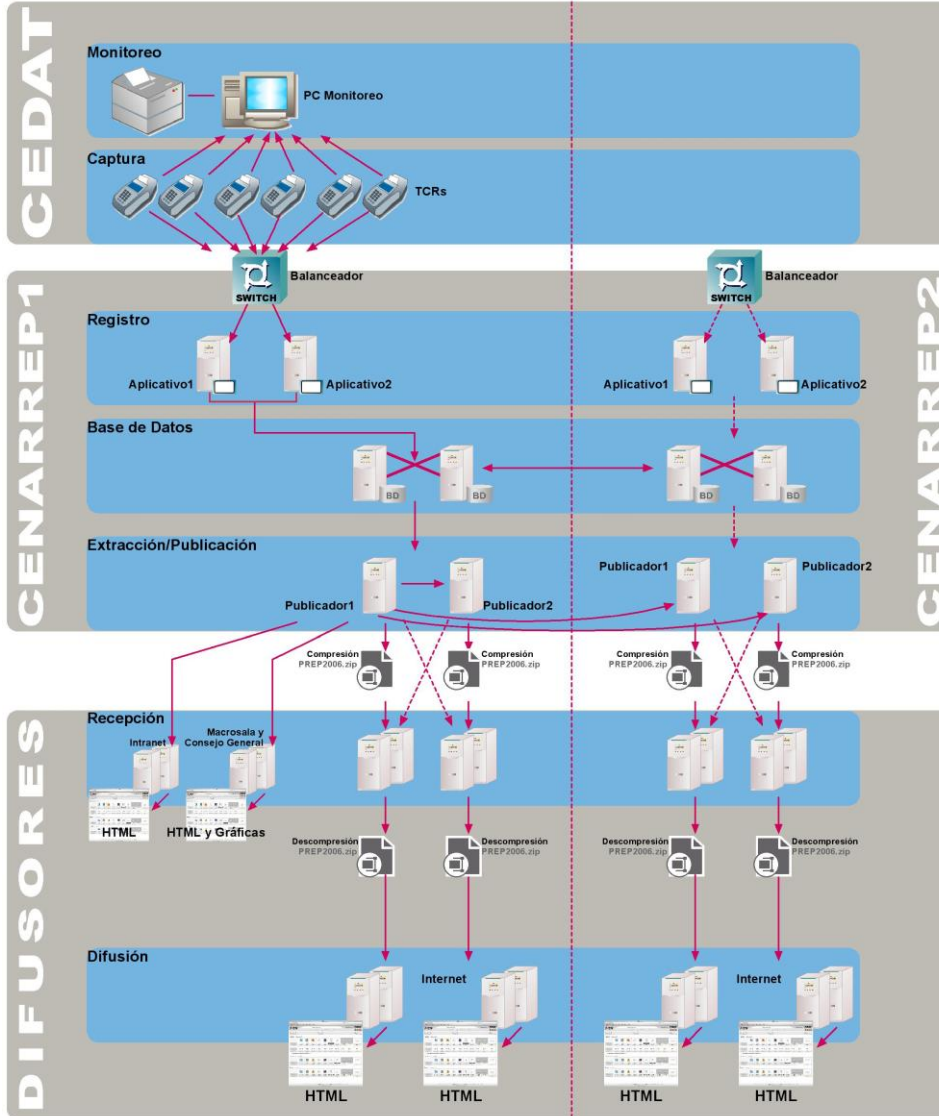 CEDAT
Monitoreo
PC Monitoreo
Captura
TCRs
CENARREP1
CENARREP2
SWITCH
Balanceador
SWITCH
Balanceador
Registro
Aplicativo1
Aplicativo2
Aplicativo1
Aplicativo2
Base de Datos
BD
BD
BD
BD
Extracción/Publicación
Publicador1
Publicador2
Publicador1
Publicador2
Compresión
PREP2006.zip
Compresión
PREP2006.zip
Compresión
PREP2006.zip
Compresión
PREP2006.zip
DIFUSORES
Recepción
Intranet
Macrosala y
Consejo General
HTML
HTML y Gráficas
Descompresión
PREP2006.zip
Descompresión
PREP2006.zip
Descompresión
PREP2006.zip
Descompresión
PREP2006.zip
Difusión
Internet
Internet
HTML
HTML
HTML
HTML